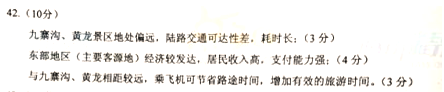 42.（10分）
九寨沟、黄龙景区地处偏远，陆路交通可达性差，耗时长；（3分）
东部地区（主要客源地）经济较发达，居民收入高，支付能力强；（4分）
与九寨沟、黄龙相距较远，乘飞机可节省路途时间，增加有效的旅游时间。（3分）